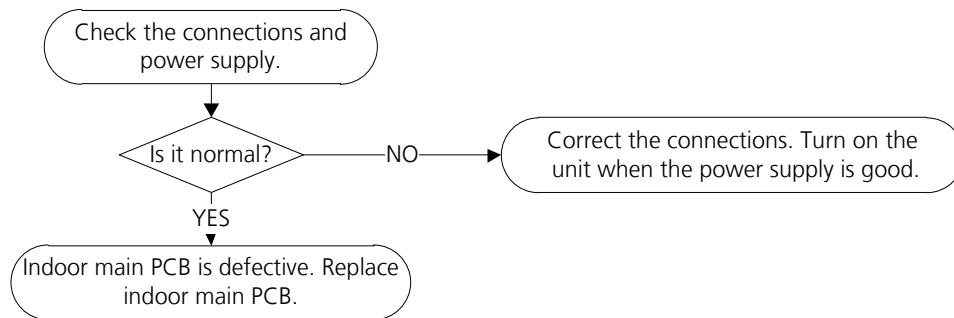 Check the connections and
power supply.
Is it normal?
NO
Correct the connections. Turn on the
unit when the power supply is good.
YES
Indoor main PCB is defective. Replace
indoor main PCB.